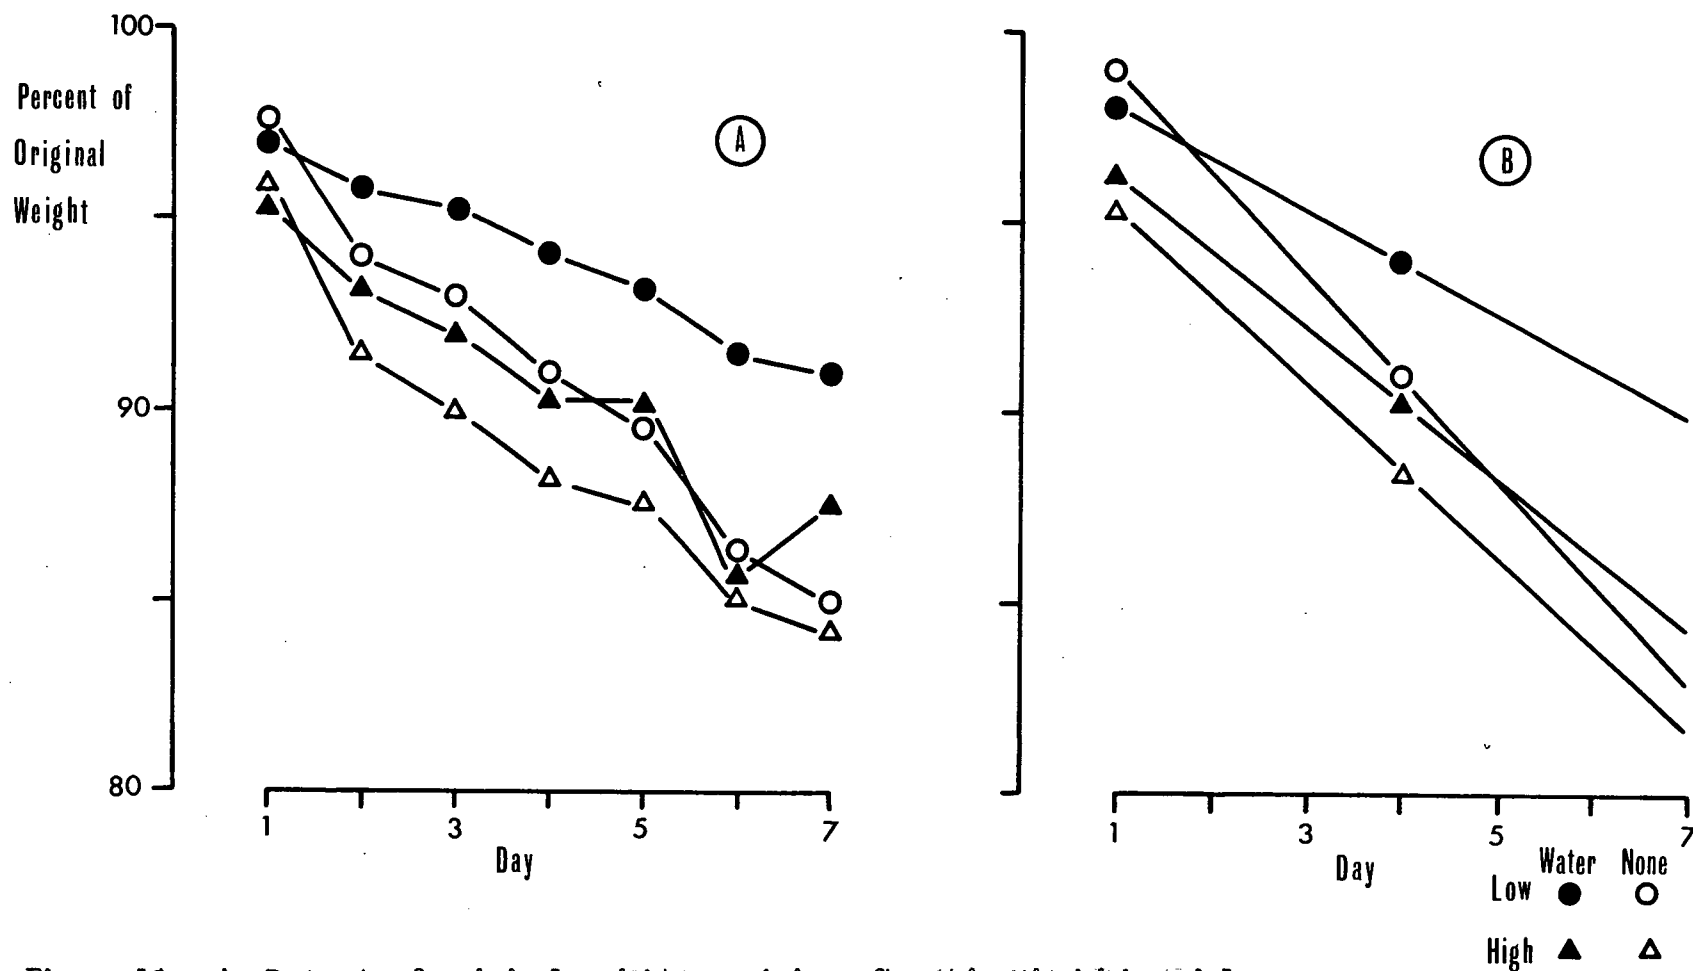 100
Percent of
Original
Weight
90
80
1 3 5 7
Day
A
B
1 3 5 7
Day
Water None
Low
High